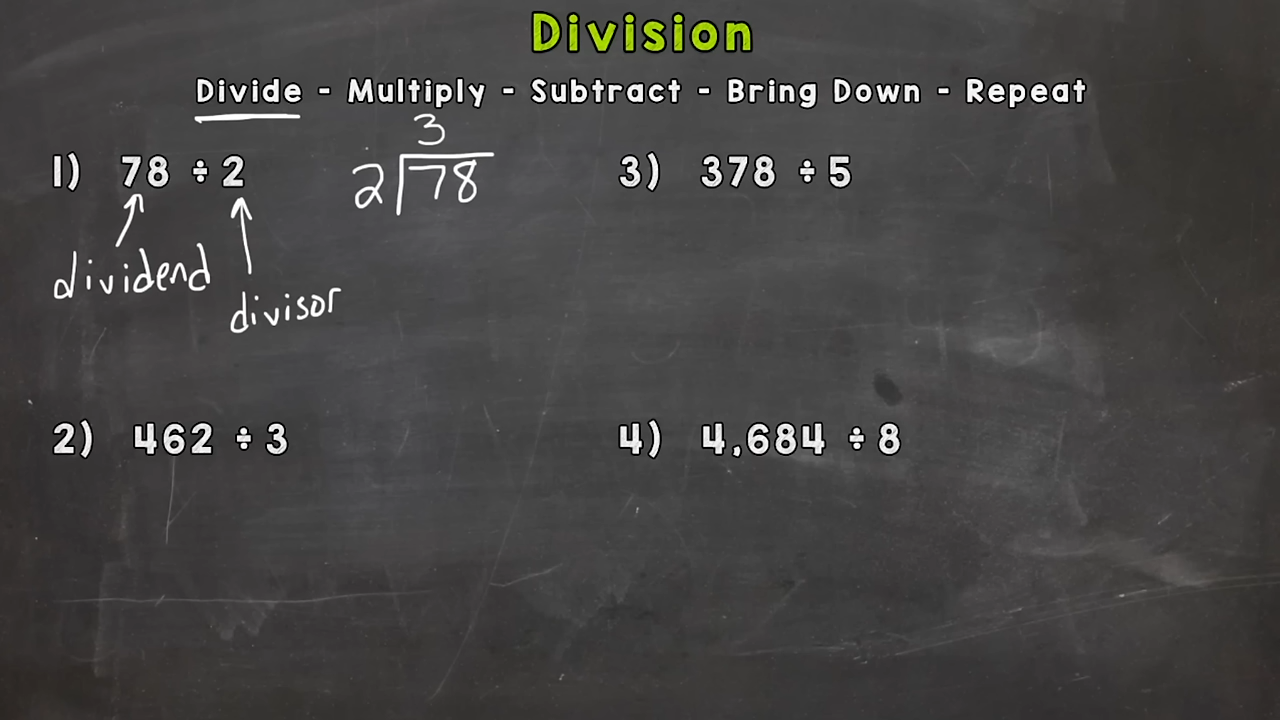 Division
Divide - Multiply - Subtract - Bring Down - Repeat
1) 78 ÷ 2
dividend
divisor
3
2 78
2) 462 ÷ 3
3) 378 ÷ 5
4) 4,684 ÷ 8